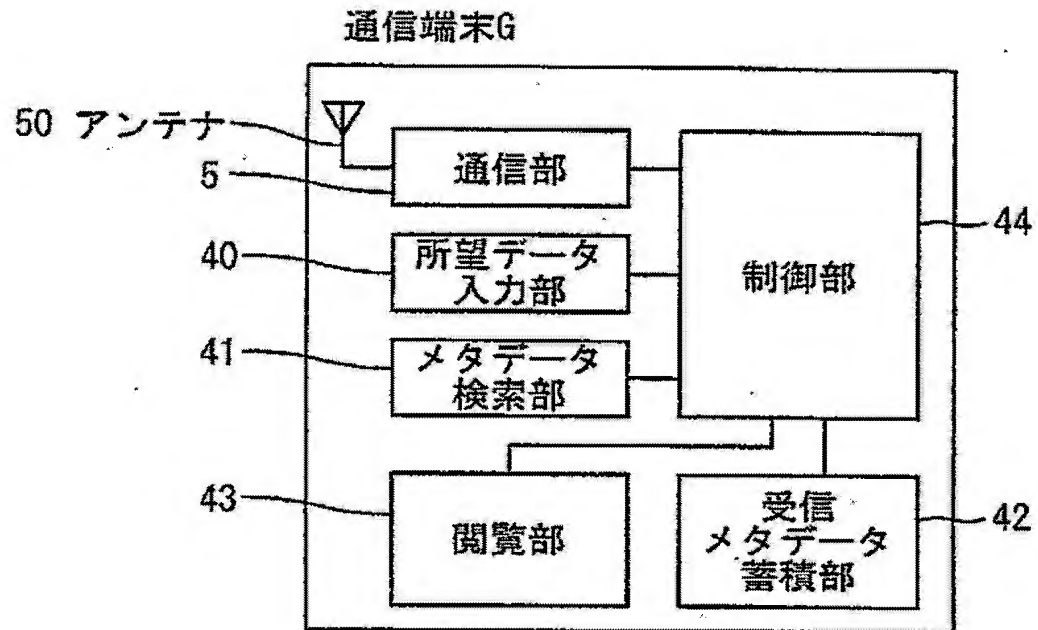 通信端末G
50 アンテナ
5
通信部
40
所望データ
入力部
41
メタデータ
検索部
制御部
44
43
閲覧部
受信
メタデータ
蓄積部
42